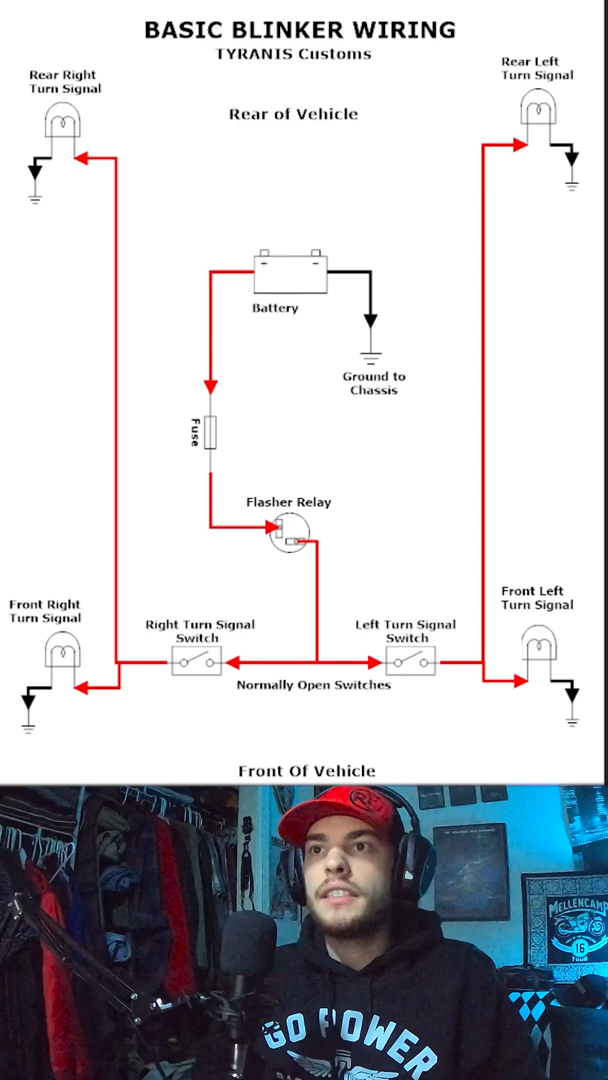 BASIC BLINKER WIRING
TYRANIS Customs
Rear Right
Turn Signal
Rear Left
Turn Signal
Rear of Vehicle
Battery
Ground to
Chassis
Fuse
Flasher Relay
Front Right
Turn Signal
Right Turn Signal
Switch
Left Turn Signal
Switch
Front Left
Turn Signal
Normally Open Switches
Front Of Vehicle
MELLENCAMP
16
TOUR
GO POWER